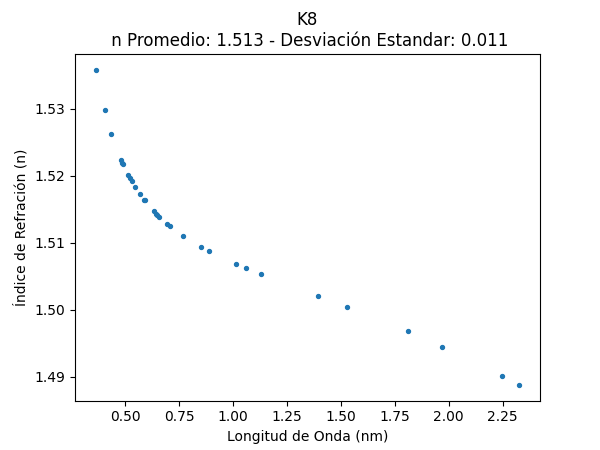 K8
n Promedio: 1.513 - Desviación Estandar: 0.011
Índice de Refración (n)
1.53
1.52
1.51
1.50
1.49
0.50 0.75 1.00 1.25 1.50 1.75 2.00 2.25
Longitud de Onda (nm)